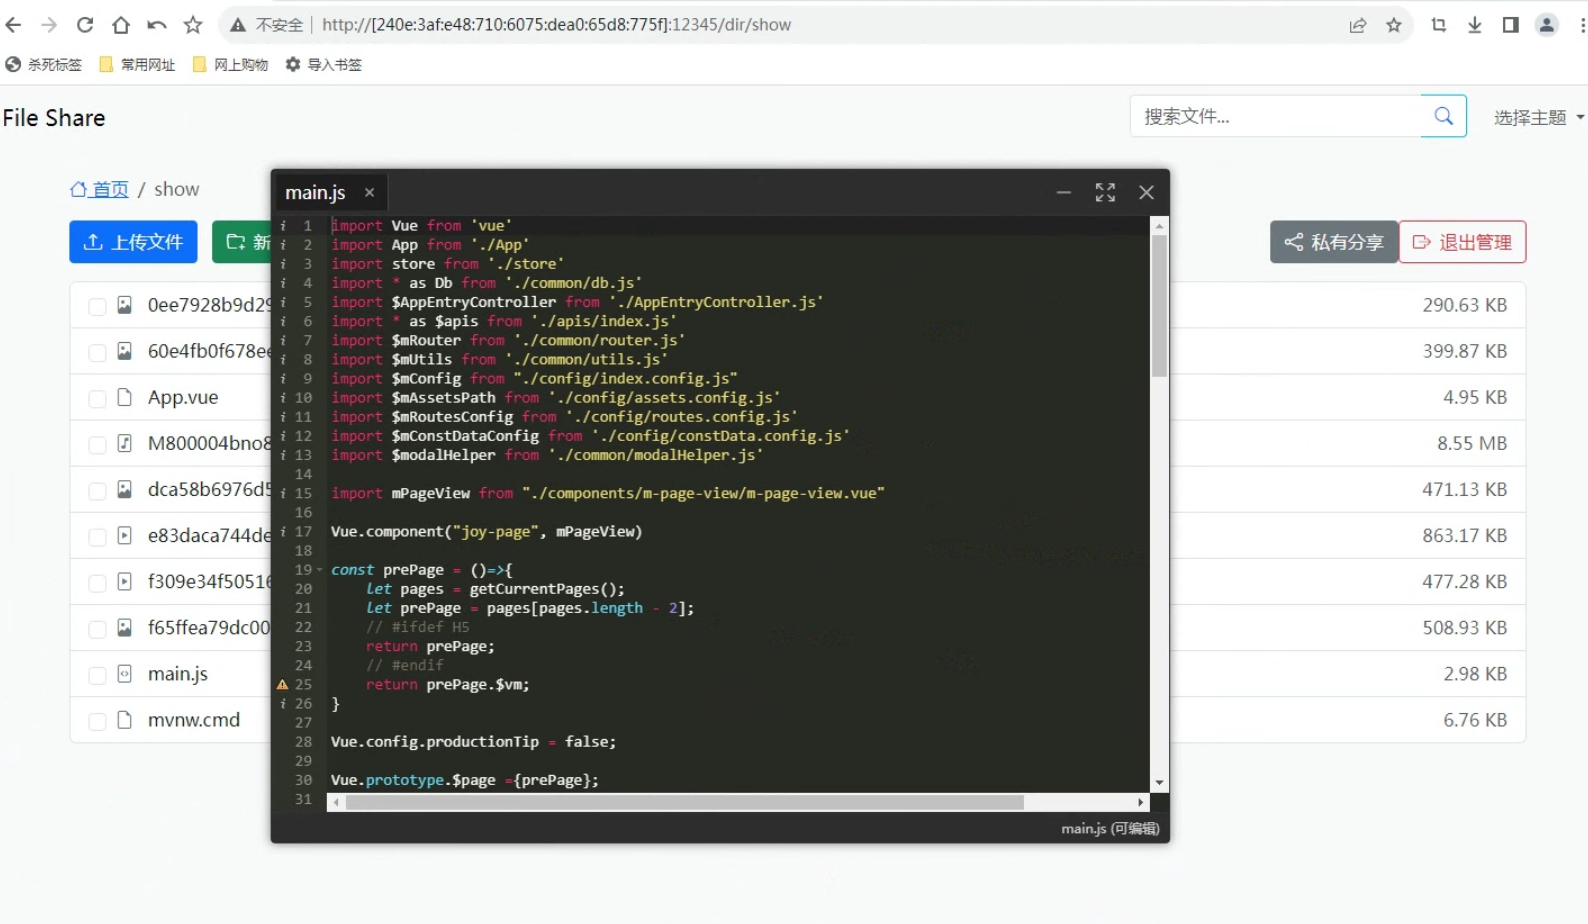 不安全 http://[240e:3af:e48:710:6075:dea0:65d8:775f]:12345/dir/show
杀死标签 常用网址 网上购物 导入书签
File Share 搜索文件... 选择主题
首页 / show
上传文件 新 私有分享 退出管理
main.js
0ee7928b9d29 290.63 KB
60e4fb0f678ee 399.87 KB
App.vue 4.95 KB
M800004bno8 8.55 MB
dca58b6976d5 471.13 KB
e83daca744de 863.17 KB
f309e34f50516 477.28 KB
f65ffea79dc00 508.93 KB
main.js 2.98 KB
mvnw.cmd 6.76 KB
1 import Vue from 'vue'
2 import App from './App'
3 import store from './store'
4 import * as Db from './common/db.js'
5 import $AppEntryController from './AppEntryController.js'
6 import * as $apis from './apis/index.js'
7 import $mRouter from './common/router.js'
8 import $mUtils from './common/utils.js'
9 import $mConfig from "./config/index.config.js"
10 import $mAssetsPath from './config/assets.config.js'
11 import $mRoutesConfig from './config/routes.config.js'
12 import $mConstDataConfig from './config/constData.config.js'
13 import $modalHelper from './common/modalHelper.js'
14
15 import mPageView from "./components/m-page-view/m-page-view.vue"
16
17 Vue.component("joy-page", mPageView)
18
19 const prePage = ()=>{
20 let pages = getCurrentPages();
21 let prePage = pages[pages.length - 2];
22 // #ifdef H5
23 return prePage;
24 // #endif
25 return prePage.$vm;
26 }
27
28 Vue.config.productionTip = false;
29
30 Vue.prototype.$page ={prePage};
31
main.js (可编辑)